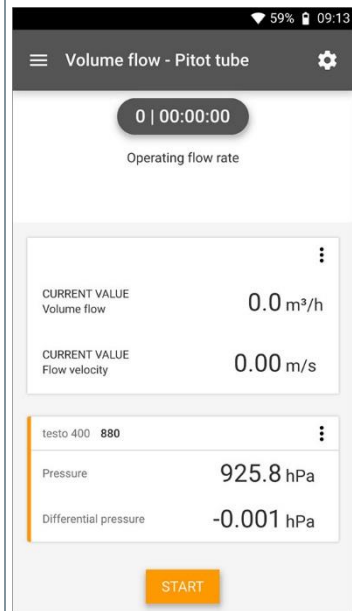 59% 09:13
Volume flow - Pitot tube
0 | 00:00:00
Operating flow rate
CURRENT VALUE
Volume flow
0.0 m³/h
CURRENT VALUE
Flow velocity
0.00 m/s
testo 400 880
Pressure 925.8 hPa
Differential pressure -0.001 hPa
START